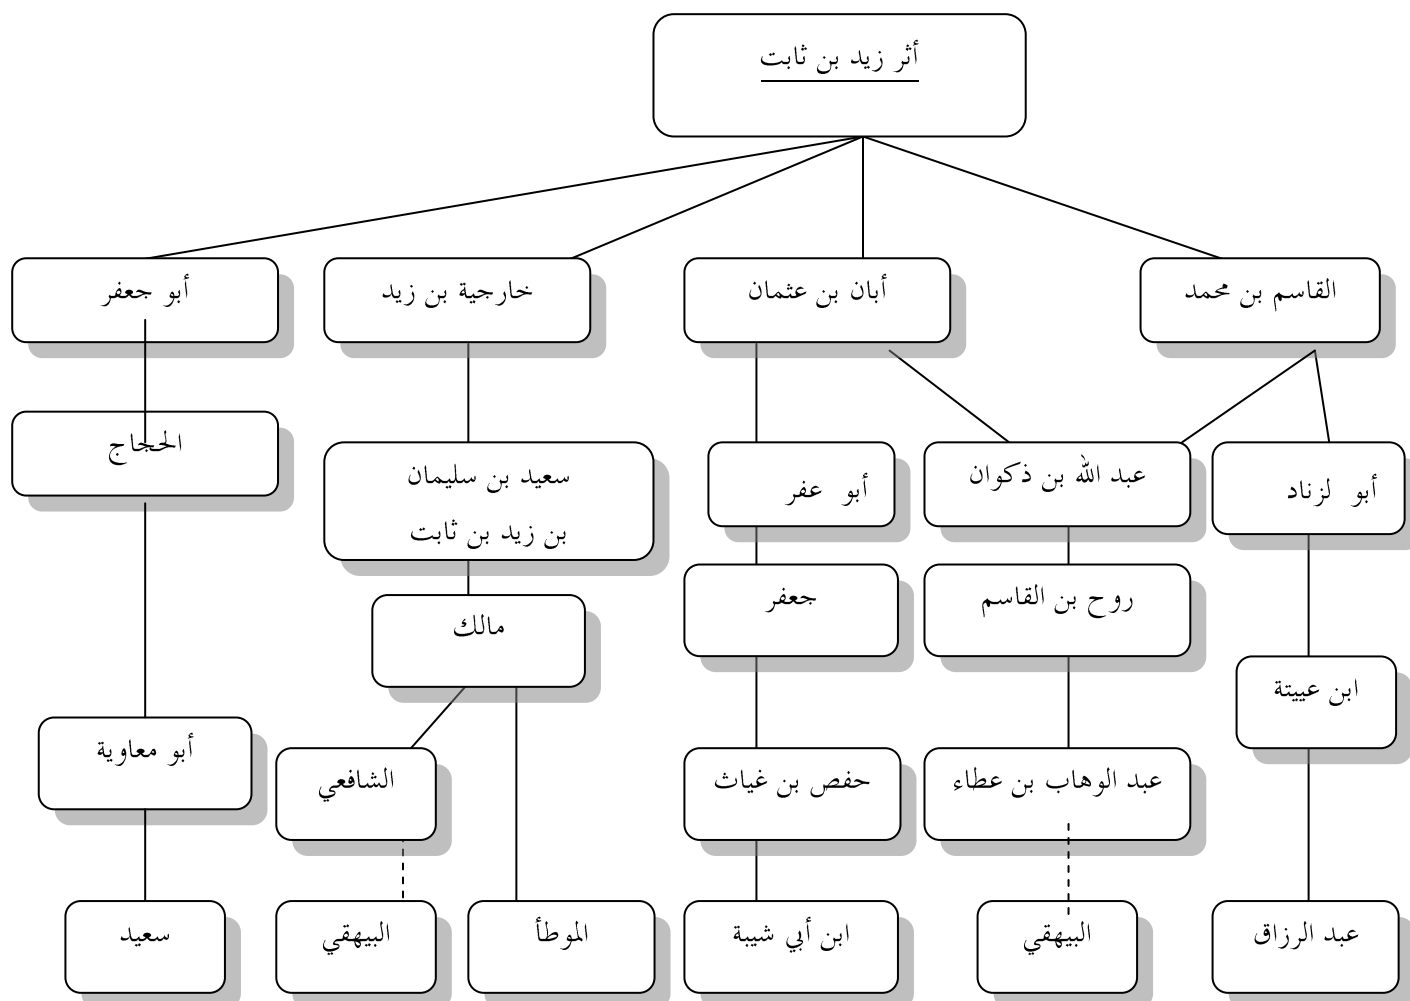 أثر زيد بن ثابت
القاسم بن محمد
أبان بن عثمان
خارجية بن زيد
أبو جعفر
أبو لزناد
عبد الله بن ذكوان
أبو عفر
سعيد بن سليمان
بن زيد بن ثابت
الحجاج
روح بن القاسم
جعفر
مالك
ابن عييتة
عبد الوهاب بن عطاء
حفص بن غياث
الشافعي
أبو معاوية
عبد الرزاق
البيهقي
ابن أبي شيبة
الموطأ
البيهقي
سعيد